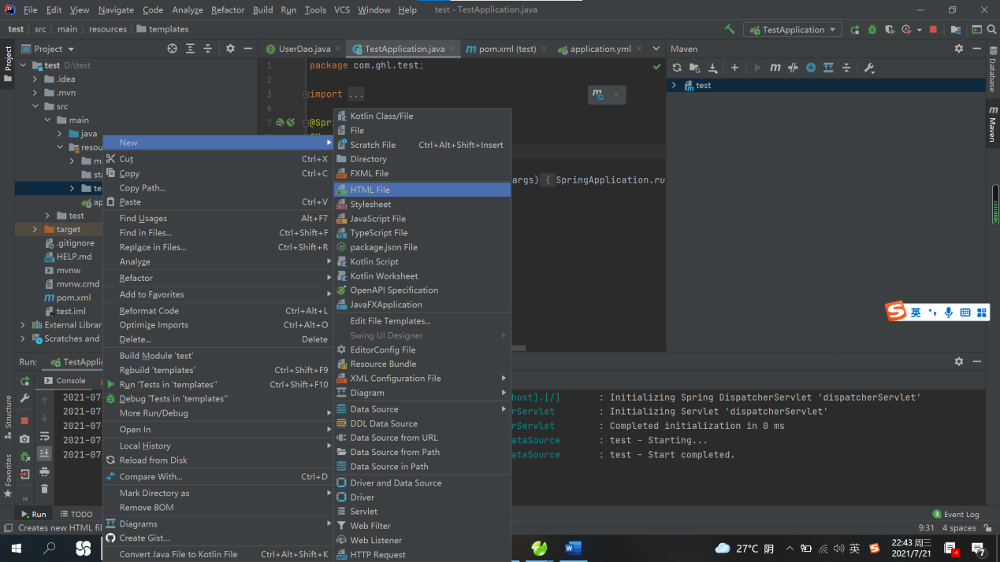 File Edit View Navigate Code Analyze Refactor Build Run Tools VCS Window Help test - TestApplication.java
test src main resources templates
TestApplication
Project
UserDao.java
TestApplication.java
pom.xml (test)
application.yml
Maven
Project
test D:\test
.idea
.mvn
src
main
java
resou
m
sta
te
ap
test
target
.gitignore
HELP.md
mvnw
mvnw.cmd
pom.xml
test.iml
External Librar
Scratches and
1 package com.ghl.test;
2
3 import ...
6
7 @Spri
args) { SpringApplication.ru
test
Database
Maven
New
Cut Ctrl+X
Copy Ctrl+C
Copy Path...
Paste Ctrl+V
Find Usages Alt+F7
Find in Files... Ctrl+Shift+F
Replace in Files... Ctrl+Shift+R
Analyze
Refactor
Add to Favorites
Reformat Code Ctrl+Alt+L
Optimize Imports Ctrl+Alt+O
Delete... Delete
Build Module 'test'
Rebuild 'templates' Ctrl+Shift+F9
Run 'Tests in 'templates'' Ctrl+Shift+F10
Debug 'Tests in 'templates''
More Run/Debug
Open In
Local History
Reload from Disk
Compare With... Ctrl+D
Mark Directory as
Remove BOM
Diagrams
Create Gist...
Convert Java File to Kotlin File Ctrl+Alt+Shift+K
Kotlin Class/File
File
Scratch File Ctrl+Alt+Shift+Insert
Directory
FXML File
HTML File
Stylesheet
JavaScript File
TypeScript File
package.json File
Kotlin Script
Kotlin Worksheet
OpenAPI Specification
JavaFXApplication
Edit File Templates...
Swing UI Designer
EditorConfig File
Resource Bundle
XML Configuration File
Diagram
Data Source
DDL Data Source
Data Source from URL
Data Source from Path
Data Source in Path
Driver and Data Source
Driver
Servlet
Web Filter
Web Listener
HTTP Request
英
Run: TestApplic
Console
Structure
Favorites
2021-07 host].[/] : Initializing Spring DispatcherServlet 'dispatcherServlet'
2021-07 erServlet : Initializing Servlet 'dispatcherServlet'
2021-07 erServlet : Completed initialization in 0 ms
2021-07 ataSource : test - Starting...
2021-07 ataSource : test - Start completed.
Run TODO
3 Event Log
Creates new HTML fi
9:31 4 spaces
27°C 阴
英
22:43 周三
2021/7/21
4
7